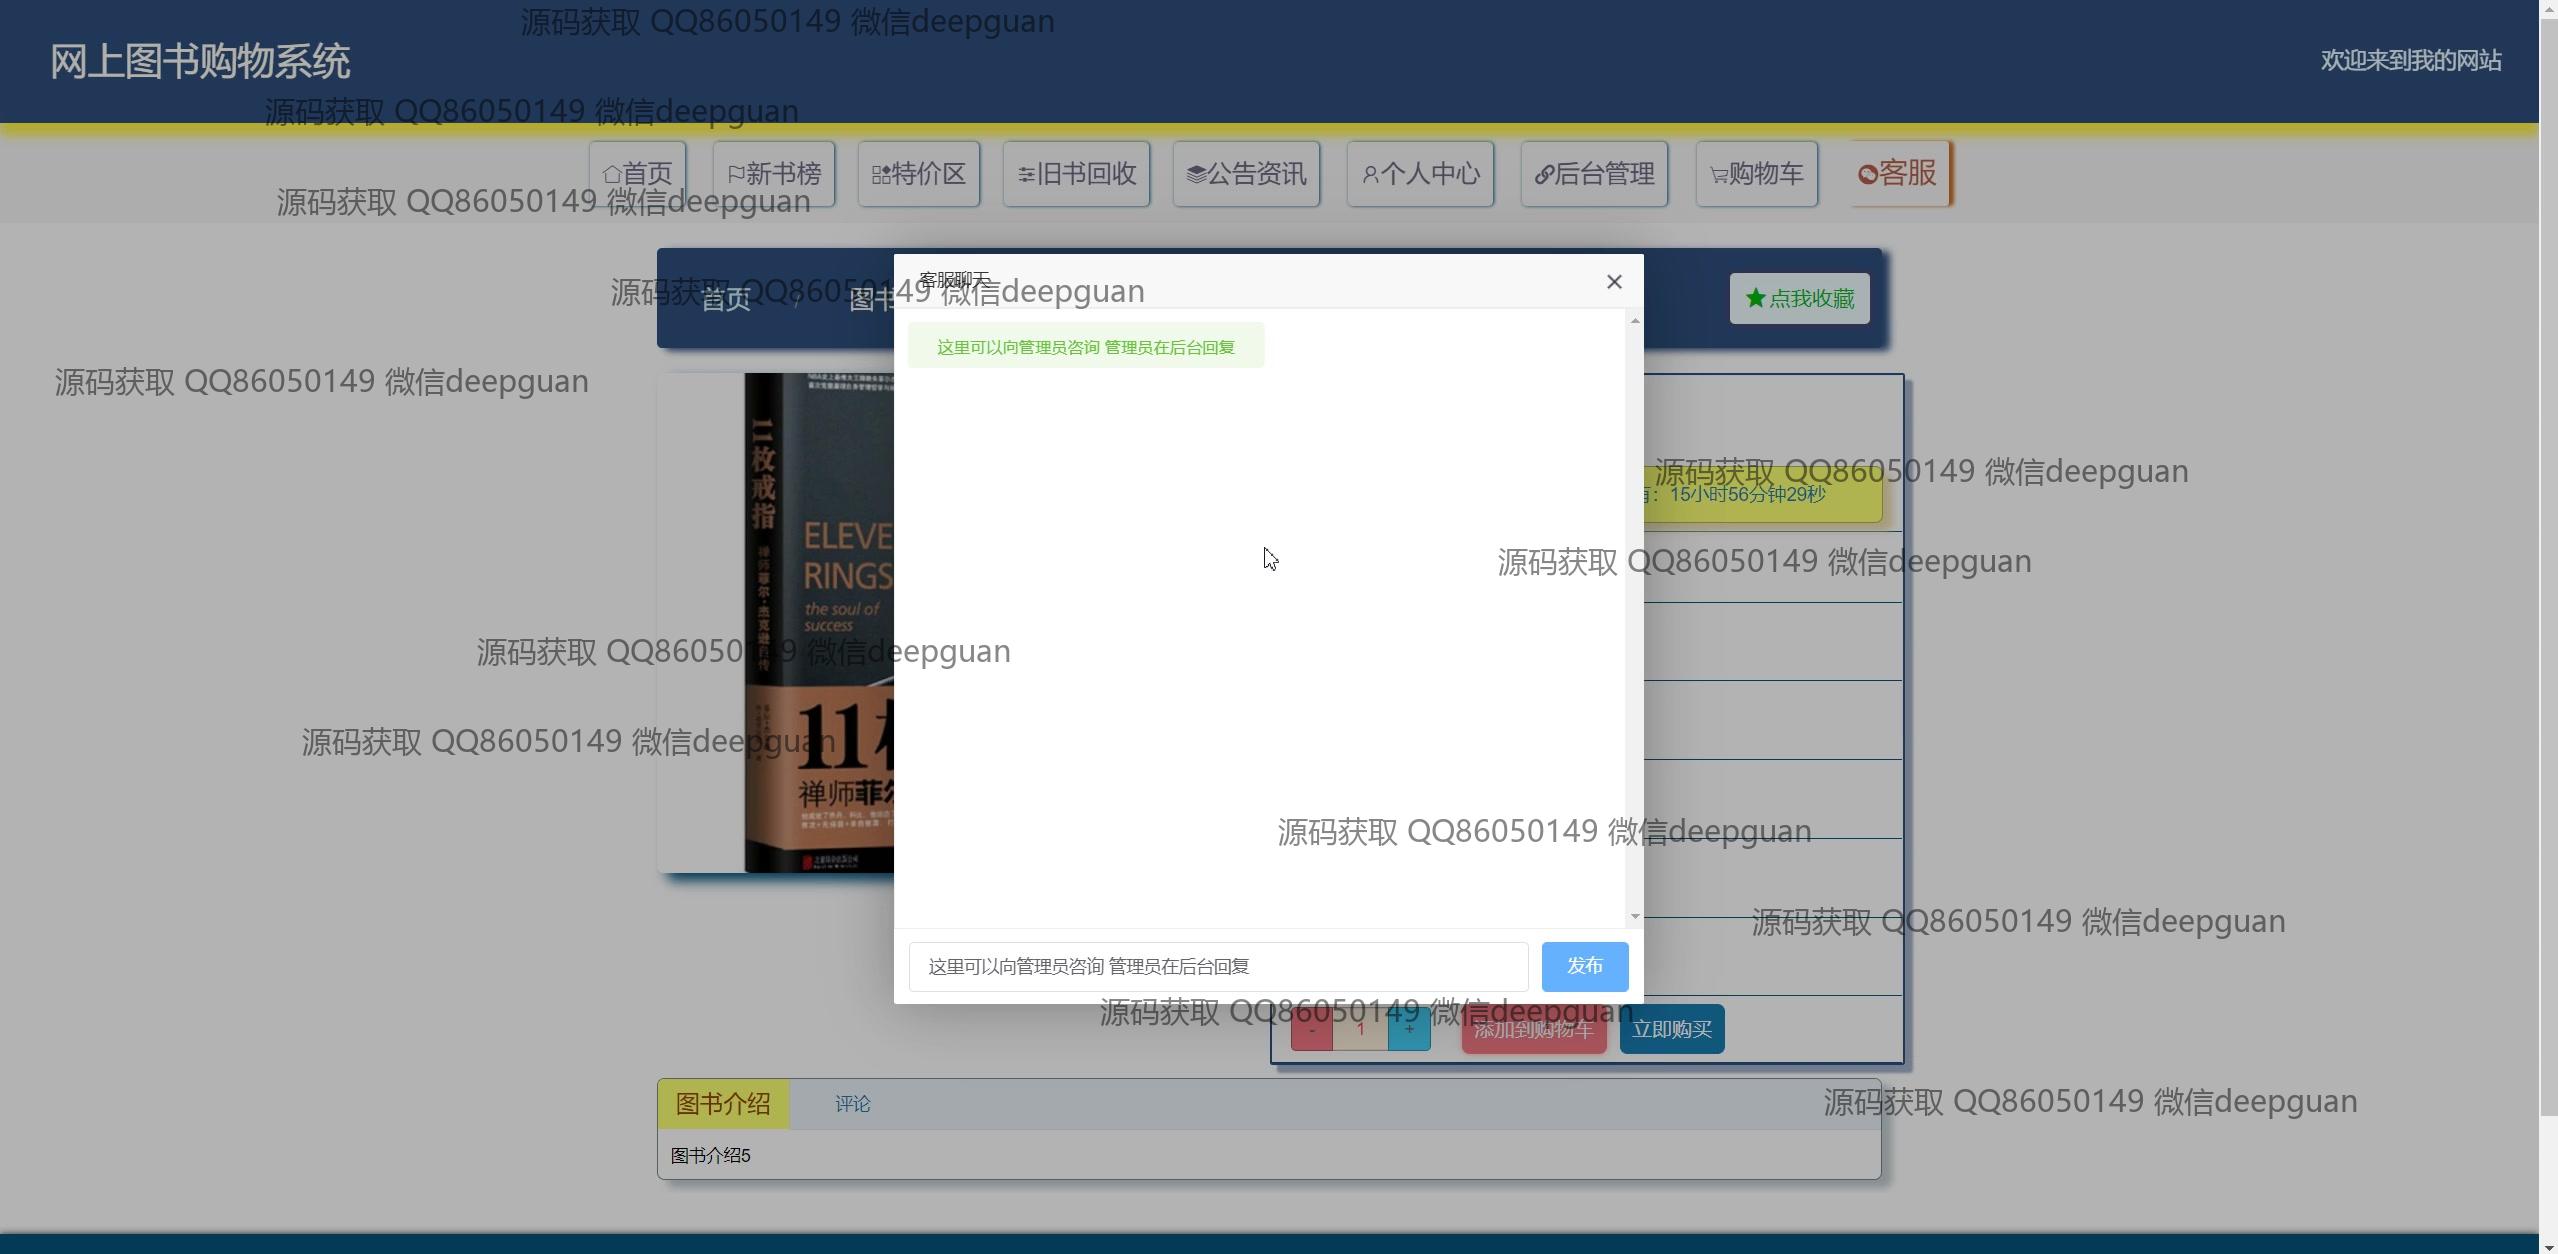 源码获取 QQ86050149 微信deepguan
网上图书购物系统
欢迎来到我的网站
源码获取 QQ86050149 微信deepguan
首页
新书榜
特价区
旧书回收
公告资讯
个人中心
后台管理
购物车
客服
源码获取 QQ86050149 微信deepguan
客服聊天
源码获取 QQ86050149 微信deepguan
首页 / 图书
点我收藏
这里可以向管理员咨询 管理员在后台回复
源码获取 QQ86050149 微信deepguan
11枚戒指
禅师菲尔·杰克逊自传
源码获取 QQ86050149 微信deepguan
：15小时56分钟29秒
ELEVE
RINGS
the soul of
success
源码获取 QQ86050149 微信deepguan
源码获取 QQ86050149 微信deepguan
11枚
源码获取 QQ86050149 微信deepguan
禅师菲尔
源码获取 QQ86050149 微信deepguan
源码获取 QQ86050149 微信deepguan
这里可以向管理员咨询 管理员在后台回复
发布
源码获取 QQ86050149 微信deepguan
- 1 +
添加到购物车
立即购买
图书介绍
评论
源码获取 QQ86050149 微信deepguan
图书介绍5